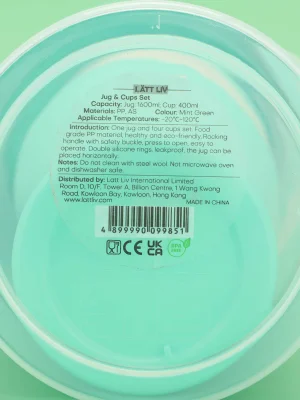 LÄTT LIV
Jug & Cups Set
Capacity: Jug: 1600ml; Cup: 400ml
Materials: PP ,AS Colour: Mint Green
Applicable Temperatures: -20℃~120℃
Introduction: One jug and four cups set. Food
grade PP material, healthy and eco-friendly. Rocking
handle with safety buckle, press to open, easy to
operate. Double silicone rings, leakproof, the jug can be
placed horizontally.
Notes: Do not clean with steel wool. Not microwave oven
and dishwasher safe.
Distributed by: Latt Liv International Limited
Room D, 10/F, Tower A, Billion Centre, 1 Wang Kwong
Road, Kowloon Bay, Kowloon, Hong Kong
www.lattliv.com MADE IN CHINA
4 899990 099851
CE UK CA BPA FREE